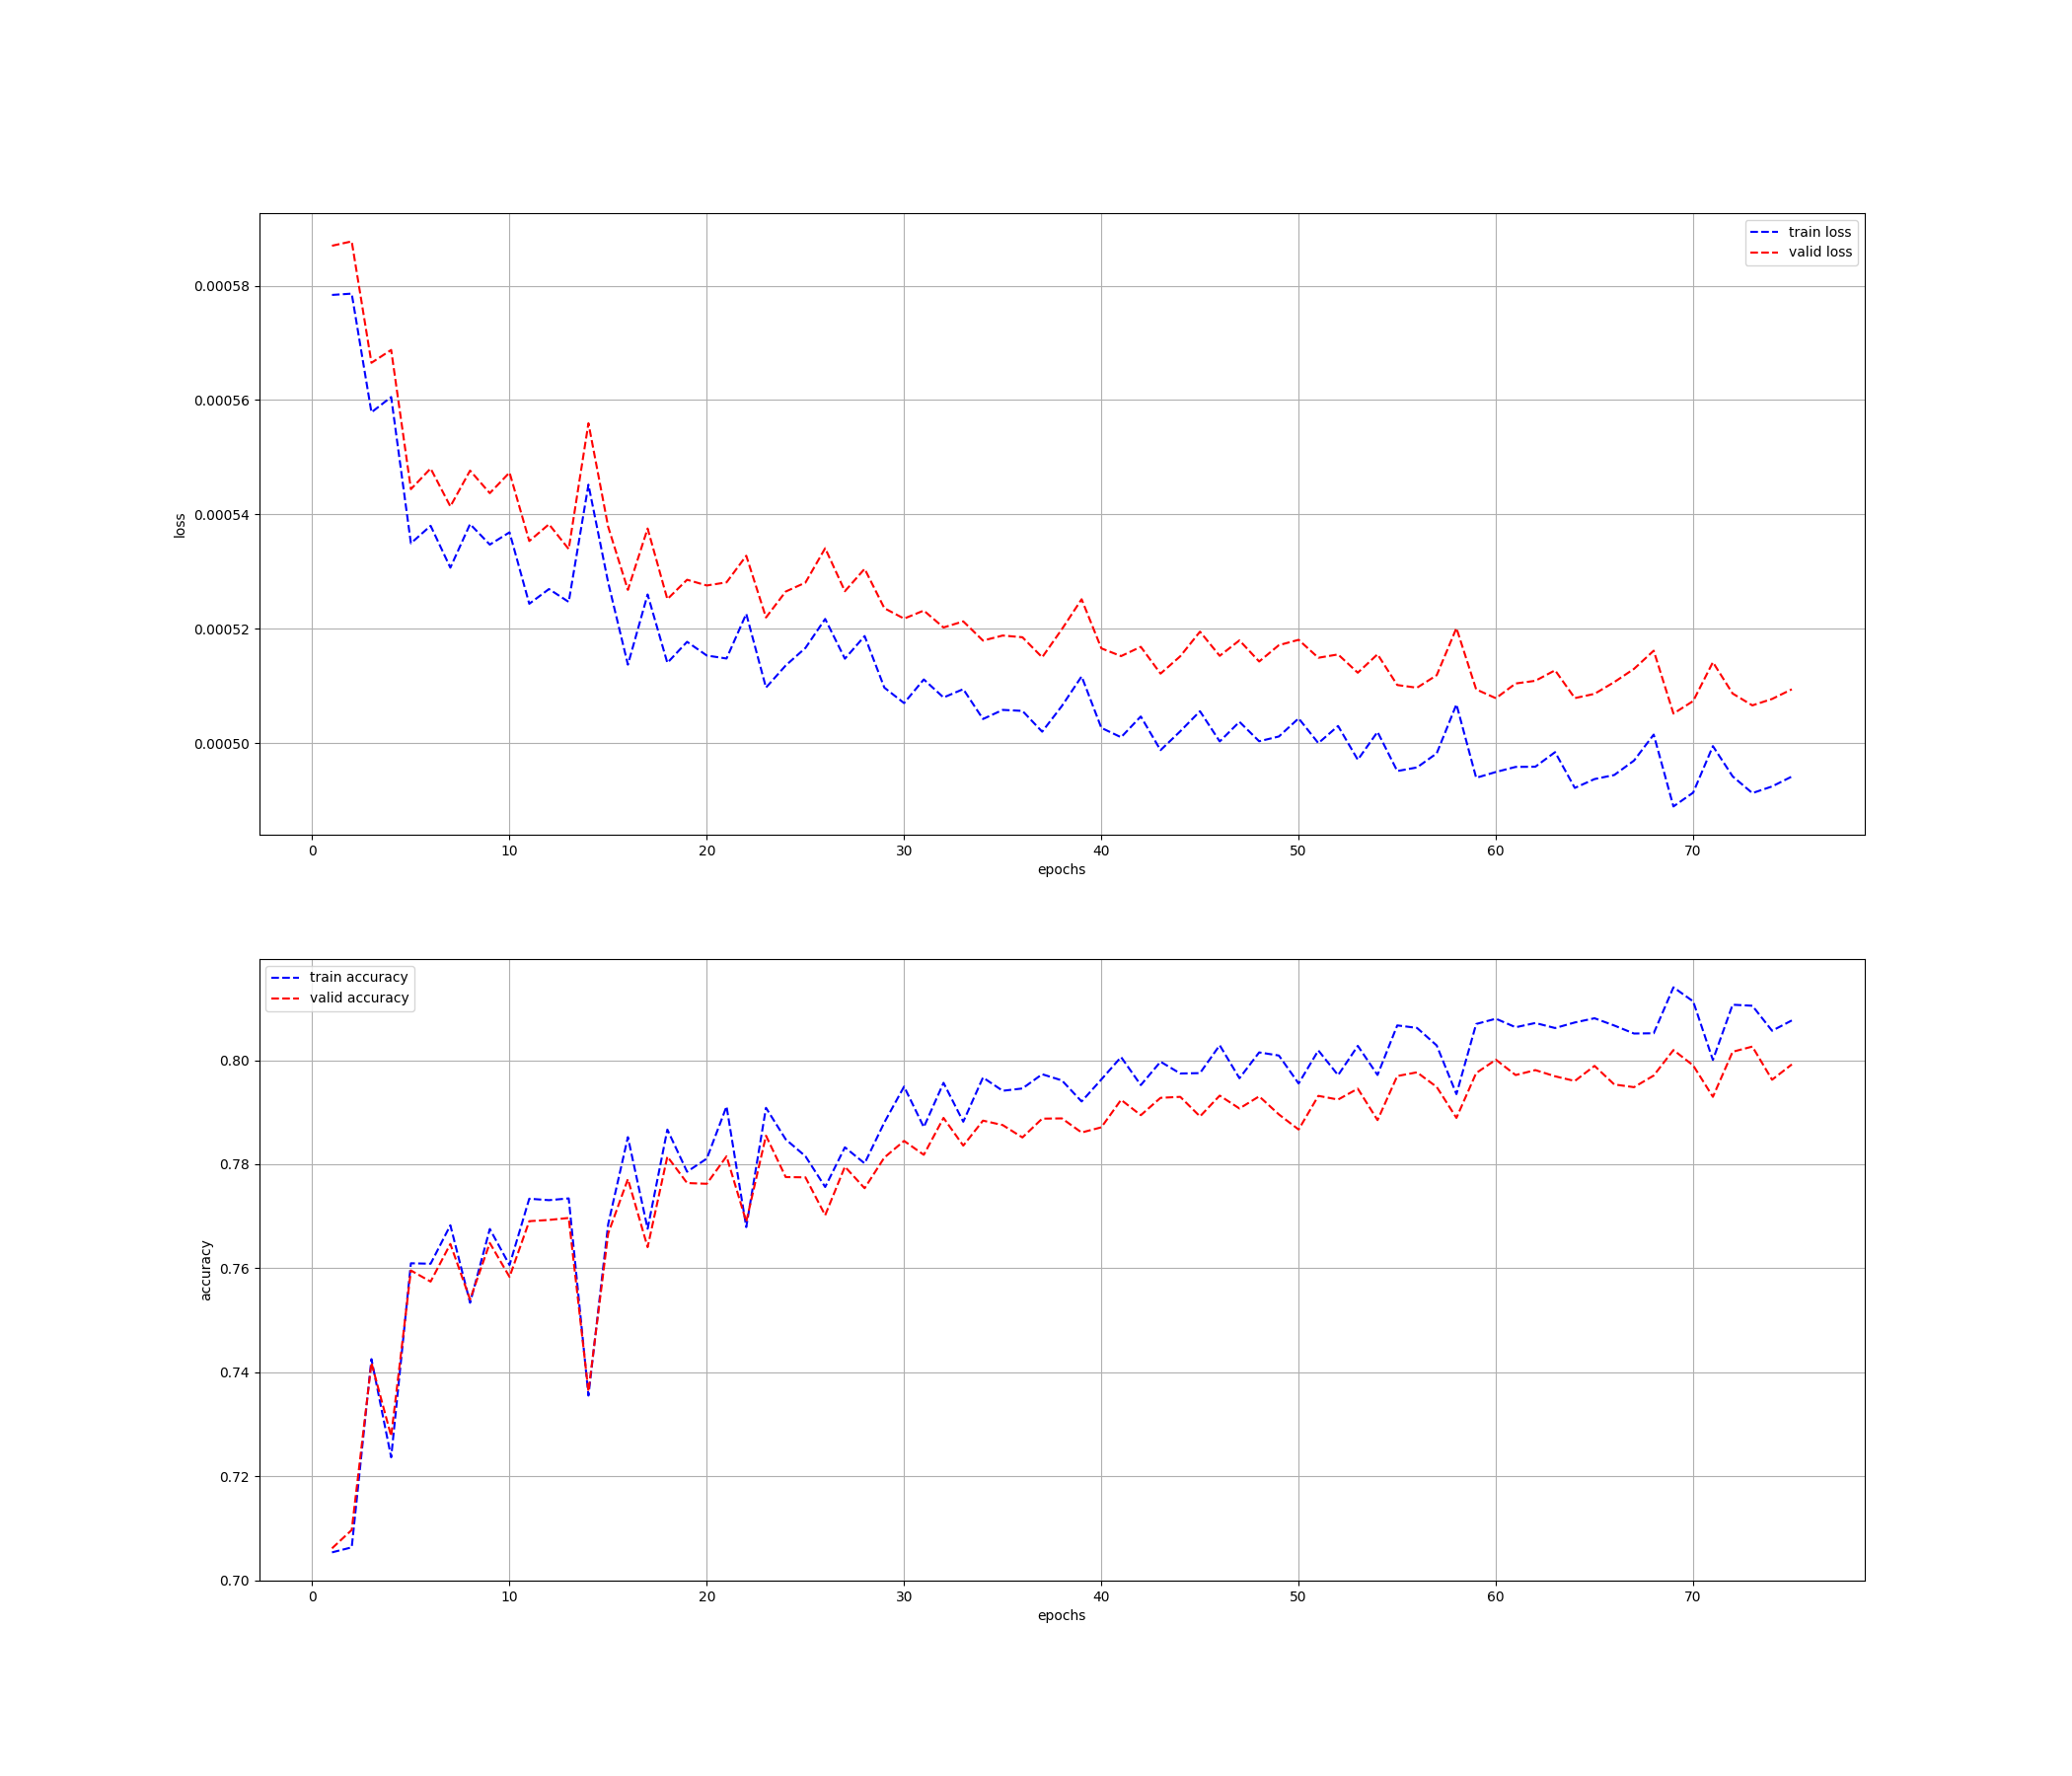 train loss
valid loss
0.00058
0.00056
0.00054
0.00052
0.00050
loss
0 10 20 30 40 50 60 70
epochs
train accuracy
valid accuracy
0.80
0.78
0.76
0.74
0.72
0.70
accuracy
0 10 20 30 40 50 60 70
epochs